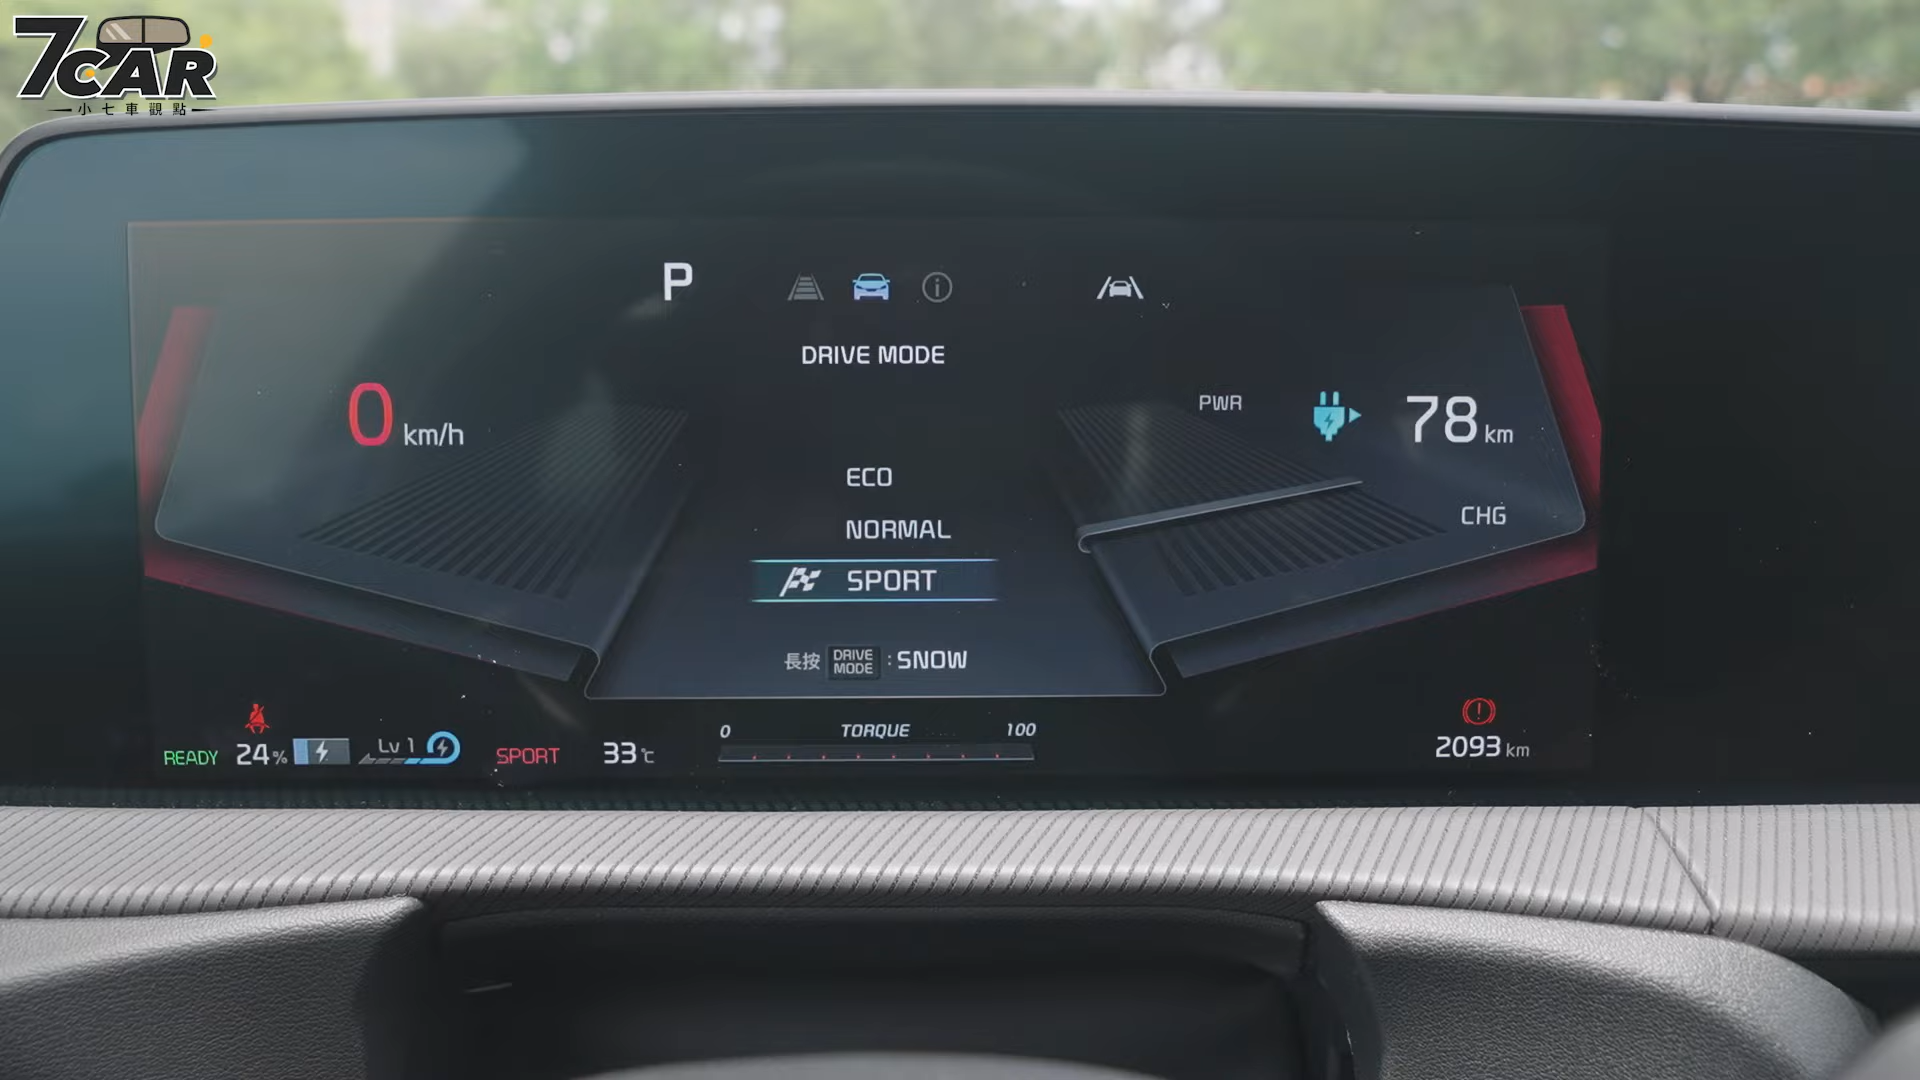 7CAR
小七車觀點
P
DRIVE MODE
0 km/h
PWR
78 km
ECO
NORMAL
CHG
SPORT
長按 DRIVE MODE : SNOW
READY 24% Lv 1 SPORT 33℃
0 TORQUE 100
2093 km